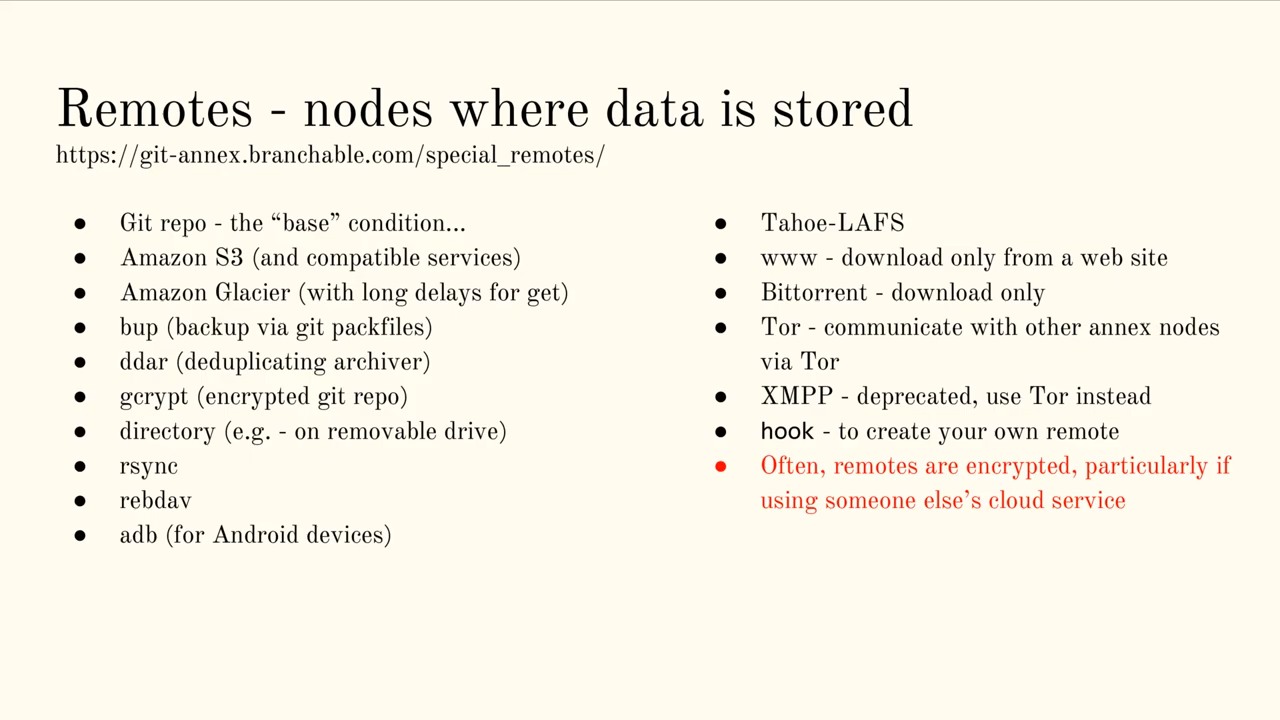 Remotes - nodes where data is stored
https://git-annex.branchable.com/special_remotes/
● Git repo - the “base” condition...
● Amazon S3 (and compatible services)
● Amazon Glacier (with long delays for get)
● bup (backup via git packfiles)
● ddar (deduplicating archiver)
● gcrypt (encrypted git repo)
● directory (e.g. - on removable drive)
● rsync
● rebdav
● adb (for Android devices)
● Tahoe-LAFS
● www - download only from a web site
● Bittorrent - download only
● Tor - communicate with other annex nodes
via Tor
● XMPP - deprecated, use Tor instead
● hook - to create your own remote
● Often, remotes are encrypted, particularly if
using someone else’s cloud service